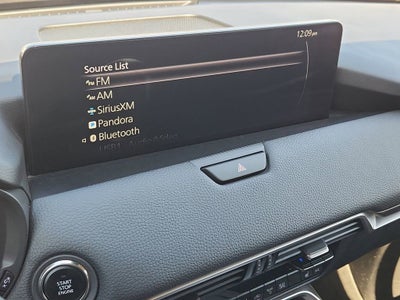 12:09 pm
Source List
FM
AM
SiriusXM
Pandora
Bluetooth
START
STOP
ENGINE